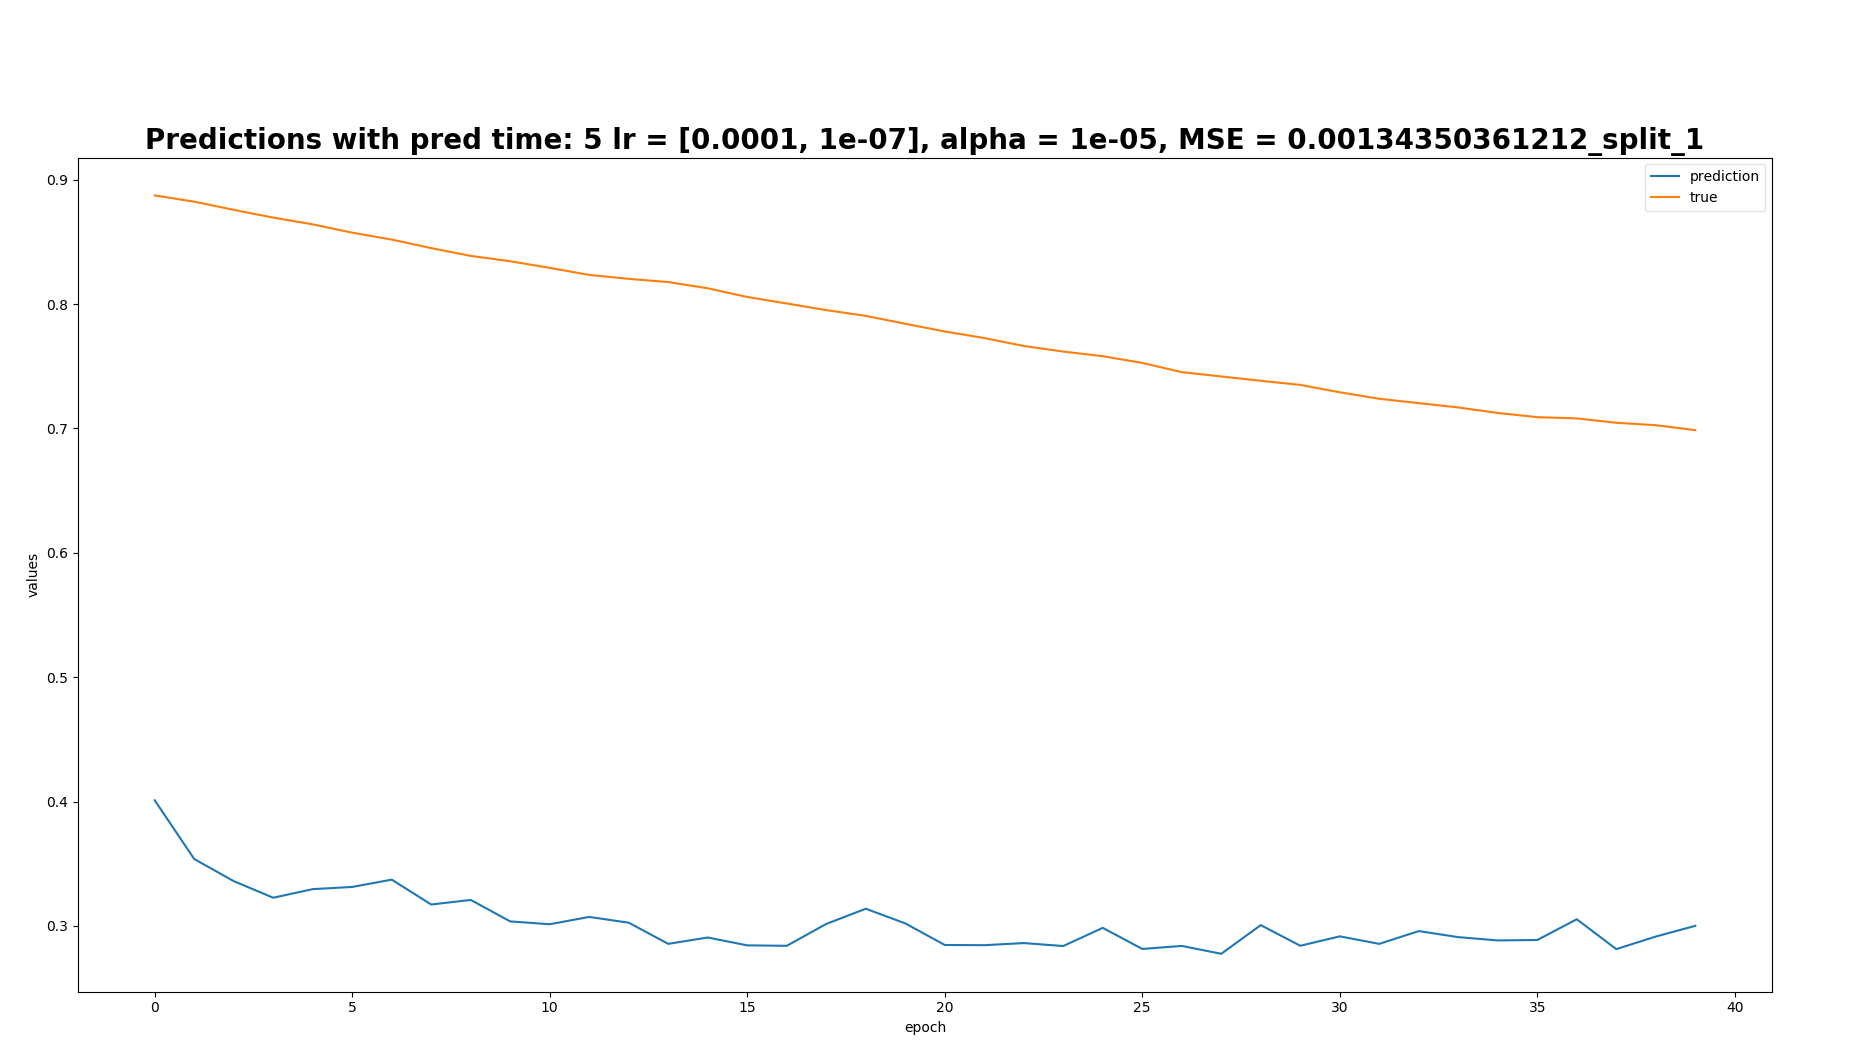 Predictions with pred time: 5 lr = [0.0001, 1e-07], alpha = 1e-05, MSE = 0.00134350361212_split_1
prediction
true
0.9
0.8
0.7
0.6
0.5
0.4
0.3
values
0 5 10 15 20 25 30 35 40
epoch